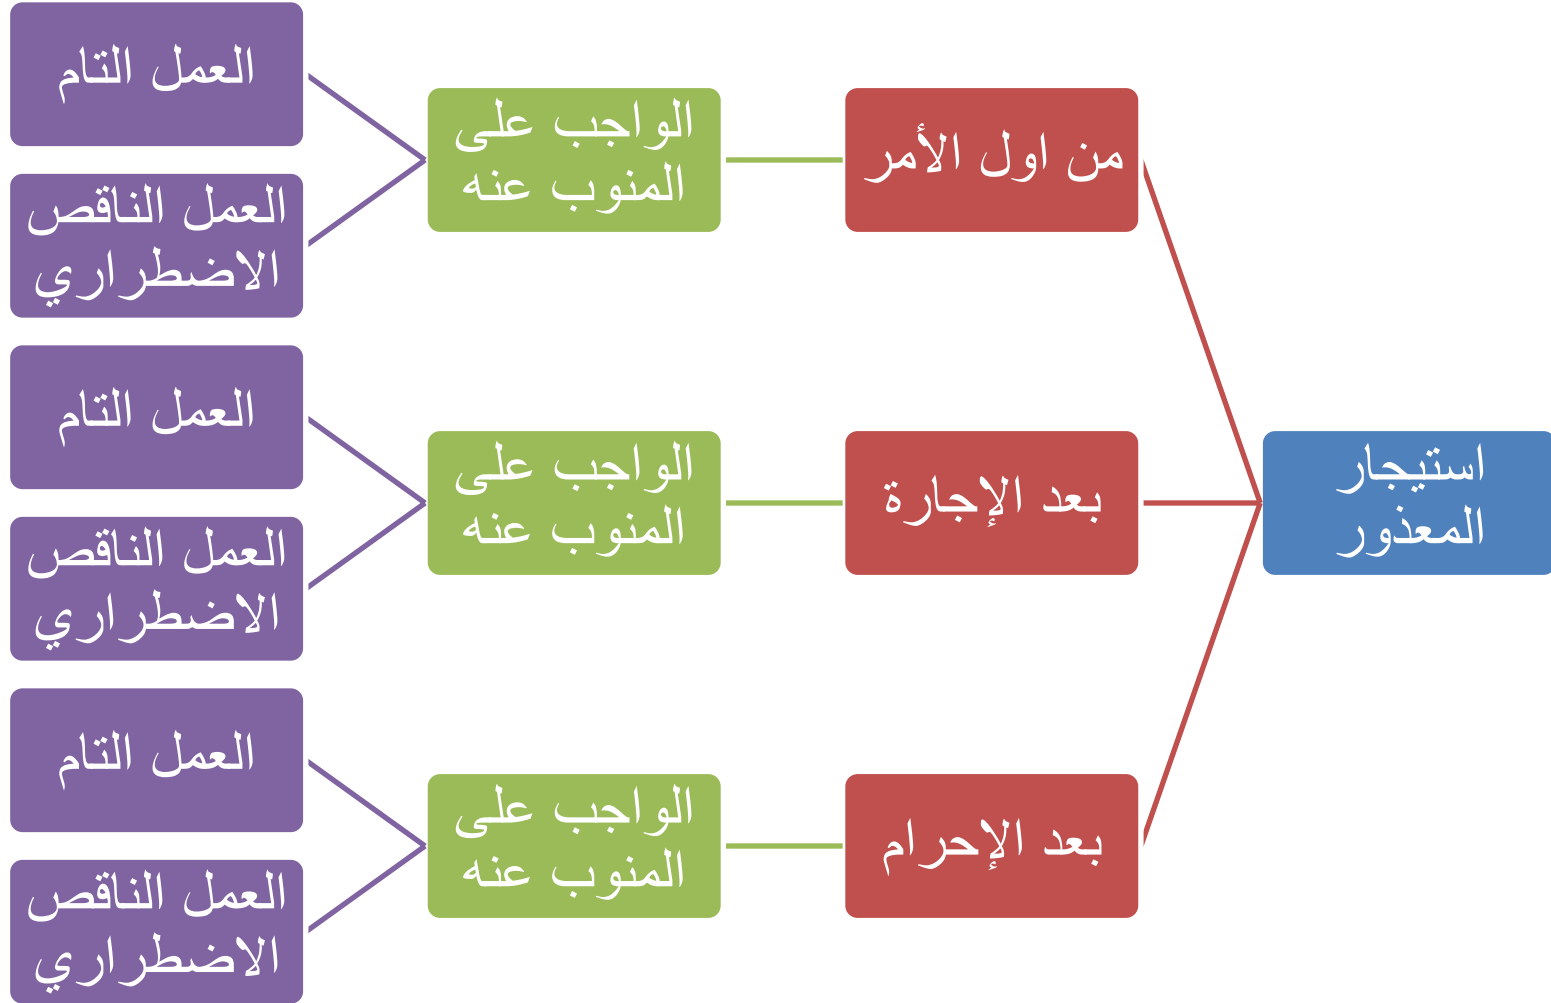 استيجار
المعذور
من اول الأمر
الواجب على
المنوب عنه
العمل التام
العمل الناقص
الاضطراري
بعد الإجارة
الواجب على
المنوب عنه
العمل التام
العمل الناقص
الاضطراري
بعد الإحرام
الواجب على
المنوب عنه
العمل التام
العمل الناقص
الاضطراري